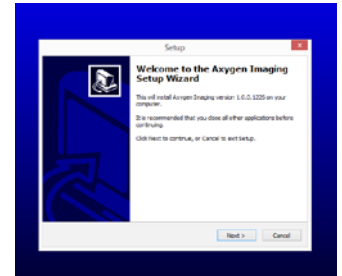 Setup
Welcome to the Axygen Imaging
Setup Wizard
This will install Axygen Imaging version 1.0.0.1226 on your
computer.
It is recommended that you close all other applications before
continuing.
Click Next to continue, or Cancel to exit Setup.
Next >
Cancel